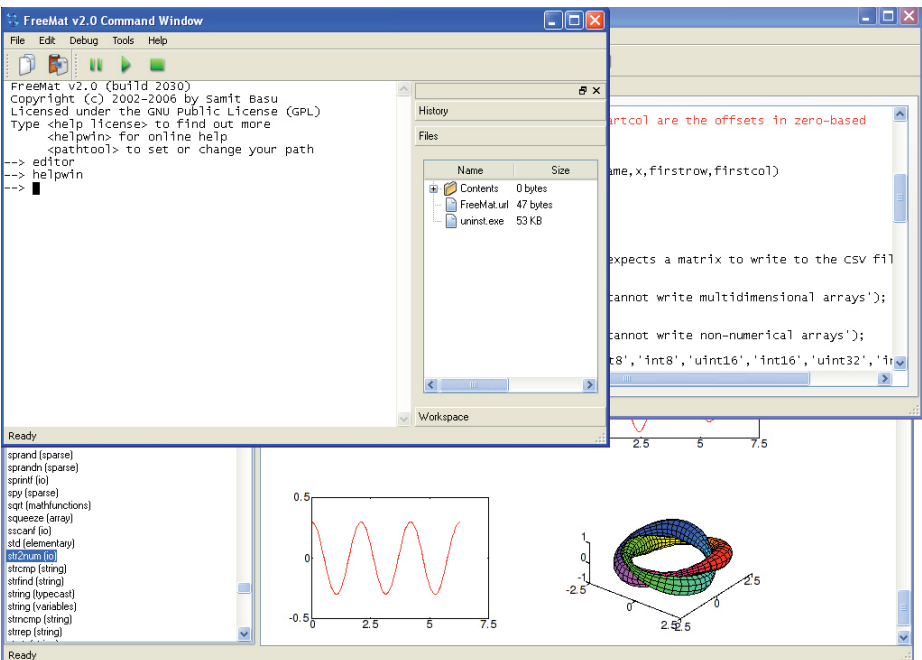 FreeMat v2.0 Command Window
File Edit Debug Tools Help
FreeMat v2.0 (build 2030)
Copyright (c) 2002-2006 by Samit Basu
Licensed under the GNU Public License (GPL)
Type <help license> to find out more
<helpwin> for online help
<pathtool> to set or change your path
--> editor
--> helpwin
-->
History
Files
Name Size
Contents 0 bytes
FreeMat.url 47 bytes
uninst.exe 53 KB
Workspace
Ready
artcol are the offsets in zero-based
ame,x,firstrow,firstcol)
expects a matrix to write to the CSV fil
cannot write multidimensional arrays');
cannot write non-numerical arrays');
t8','int8','uint16','int16','uint32','in
2.5 5 7.5
sprand (sparse)
sprandn (sparse)
sprintf (io)
spy (sparse)
sqrt (mathfunctions)
squeeze (array)
sscanf (io)
std (elementary)
str2num (io)
strcmp (string)
strfind (string)
string (typecast)
string (variables)
strncmp (string)
strrep (string)
Ready
0.5
0
-0.5
0 2.5 5 7.5
1
0
-1
-2.5
0
2.5
2.5
0
2.5